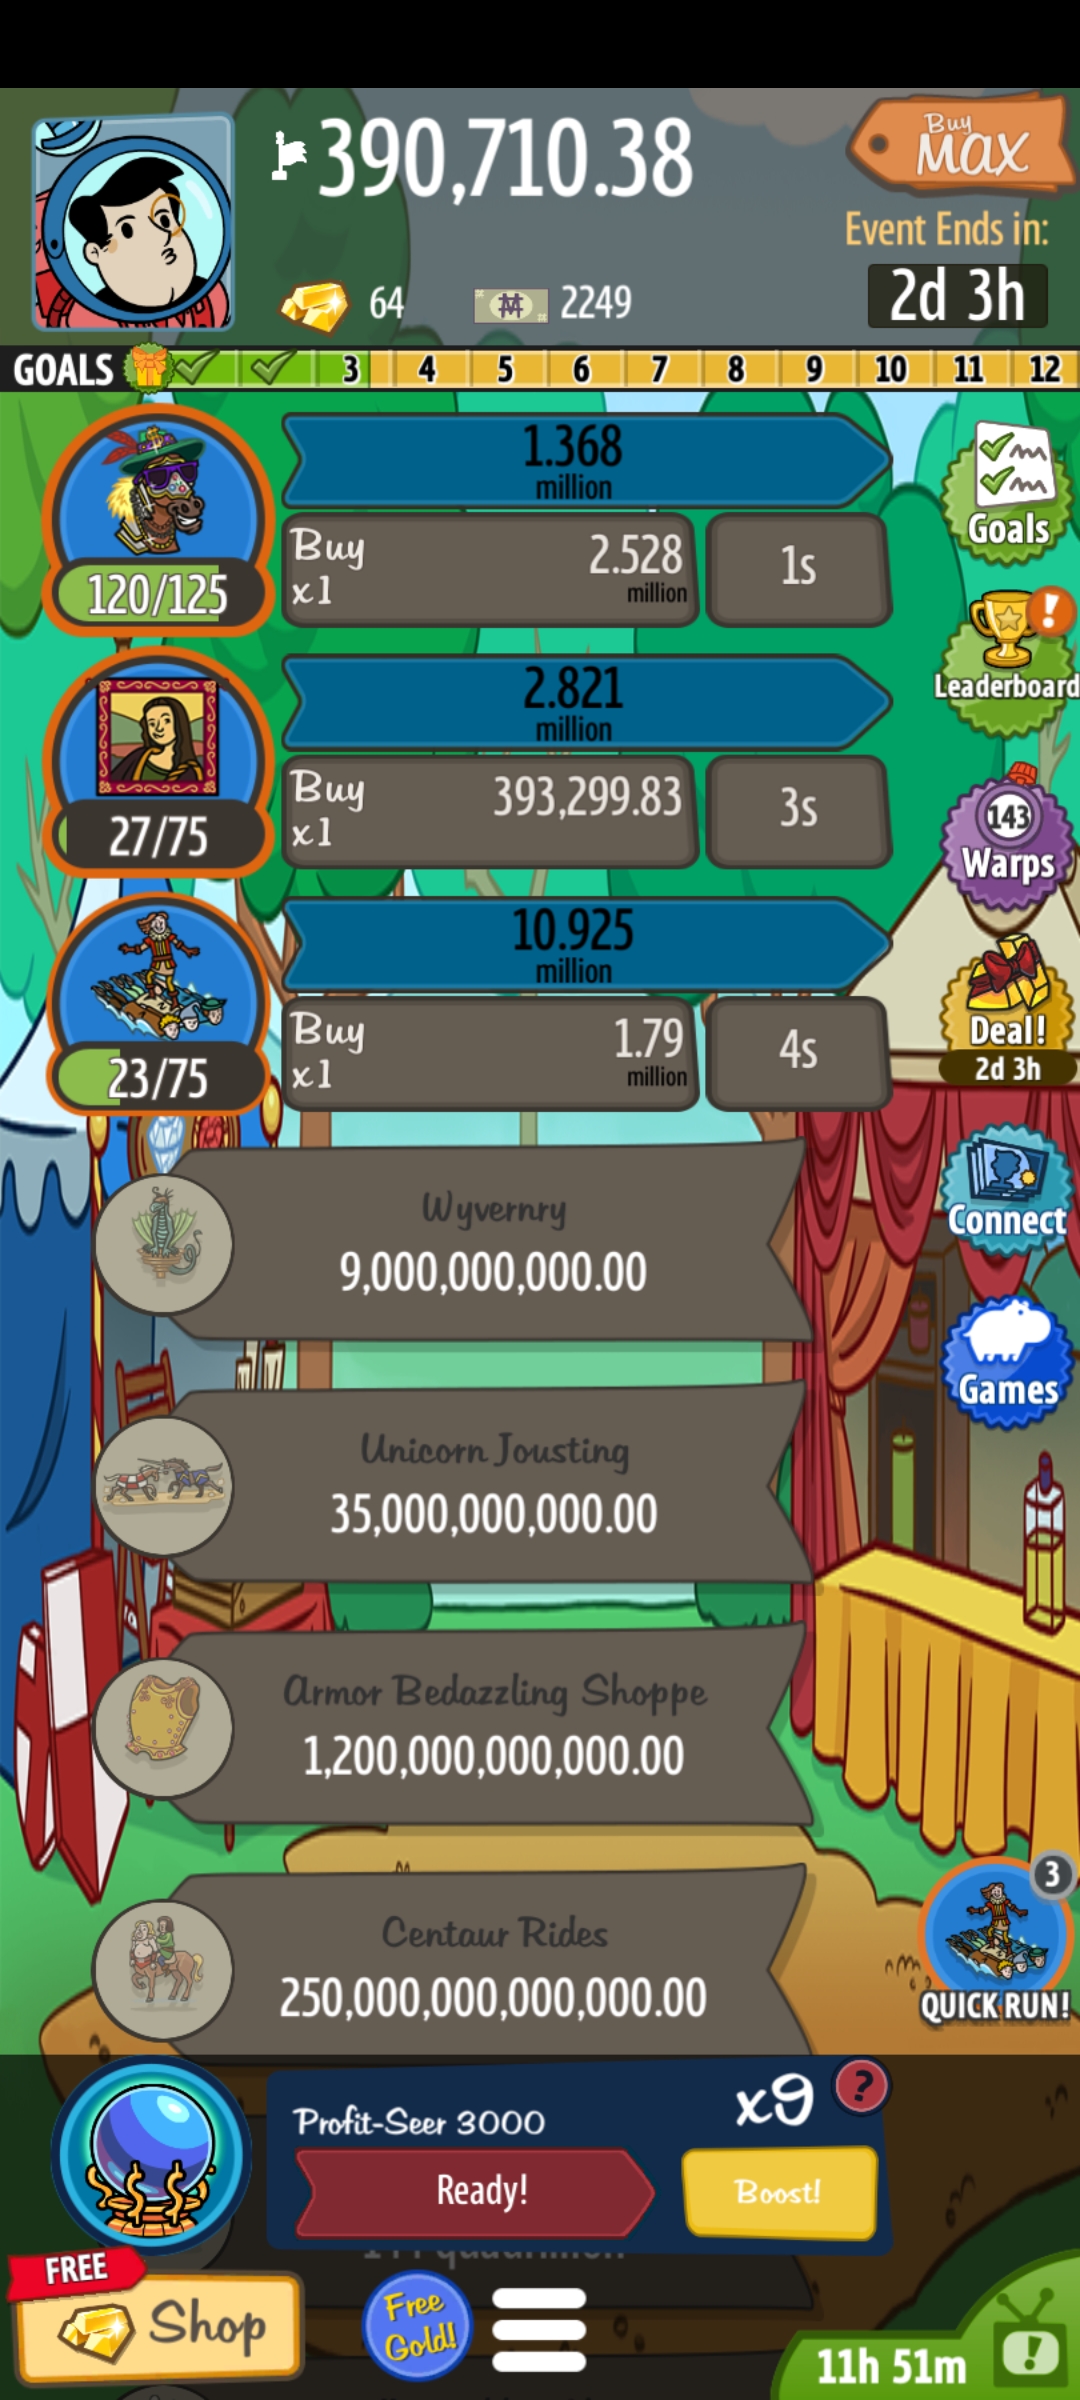 390,710.38
Buy
MAX
Event Ends in:
64
2249
2d 3h
GOALS
3 4 5 6 7 8 9 10 11 12
1.368
million
Goals
Buy
x1
2.528
million
1s
120/125
Leaderboard
2.821
million
Buy
x1
393,299.83
3s
27/75
143
Warps
10.925
million
Buy
x1
1.79
million
4s
23/75
Deal!
2d 3h
Wyvernry
9,000,000,000.00
Connect
Games
Unicorn Jousting
35,000,000,000.00
Armor Bedazzling Shoppe
1,200,000,000,000.00
Centaur Rides
250,000,000,000,000.00
3
QUICK RUN!
Profit-Seer 3000
x9
?
Ready!
Boost!
FREE
Shop
Free
Gold!
11h 51m